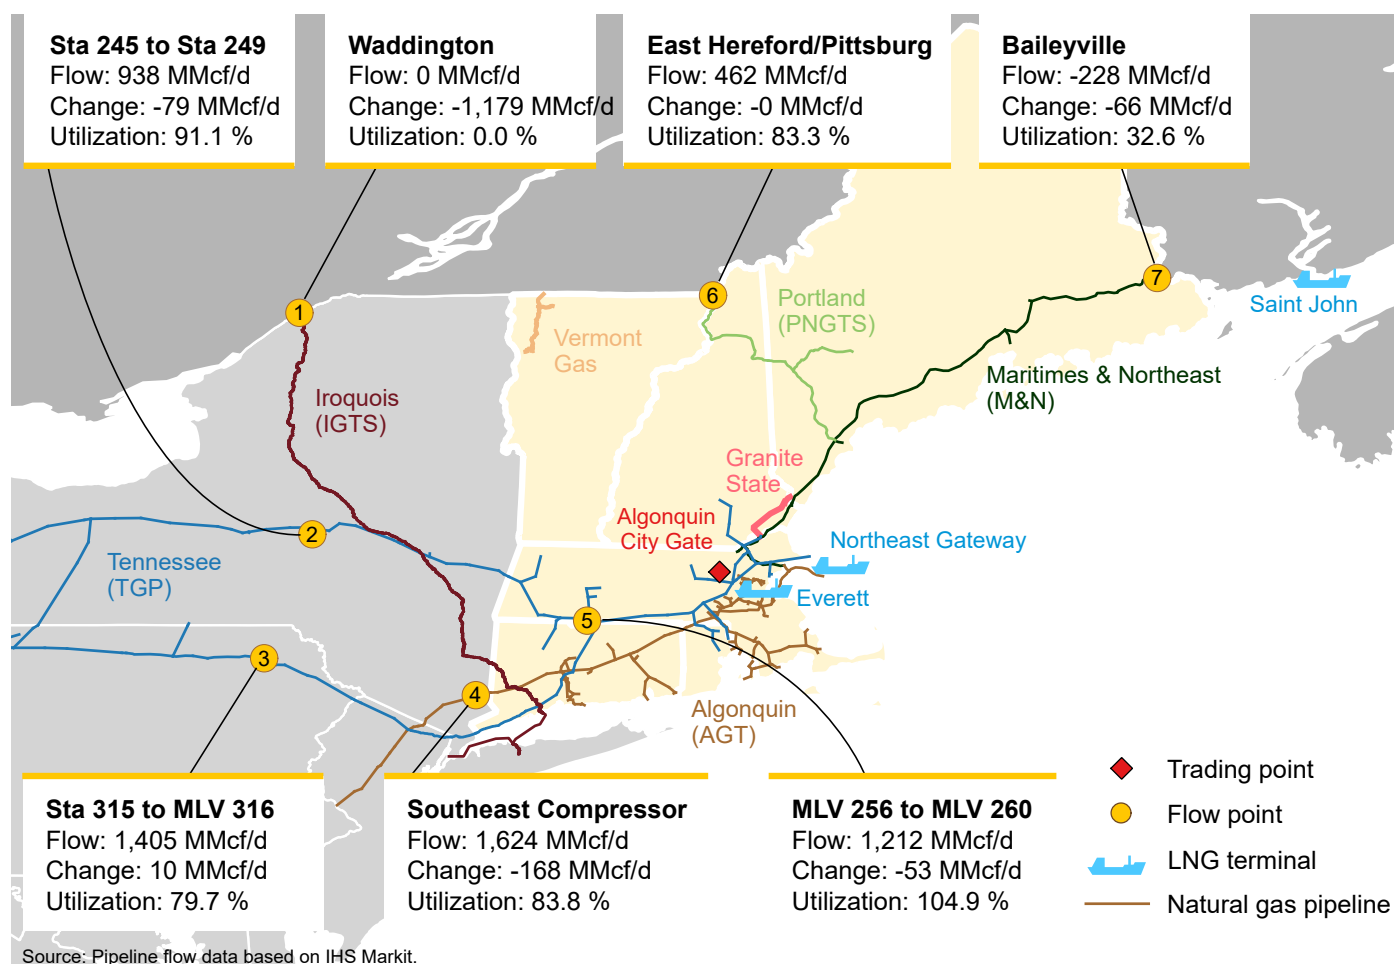 Sta 245 to Sta 249
Flow: 938 MMcf/d
Change: -79 MMcf/d
Utilization: 91.1 %
Waddington
Flow: 0 MMcf/d
Change: -1,179 MMcf/d
Utilization: 0.0 %
East Hereford/Pittsburg
Flow: 462 MMcf/d
Change: -0 MMcf/d
Utilization: 83.3 %
Baileyville
Flow: -228 MMcf/d
Change: -66 MMcf/d
Utilization: 32.6 %
1
6
7
Saint John
Portland
(PNGTS)
Vermont
Gas
Maritimes & Northeast
(M&N)
Iroquois
(IGTS)
Granite
State
Algonquin
City Gate
2
Northeast Gateway
Tennessee
(TGP)
Everett
5
3
4
Algonquin
(AGT)
Sta 315 to MLV 316
Flow: 1,405 MMcf/d
Change: 10 MMcf/d
Utilization: 79.7 %
Southeast Compressor
Flow: 1,624 MMcf/d
Change: -168 MMcf/d
Utilization: 83.8 %
MLV 256 to MLV 260
Flow: 1,212 MMcf/d
Change: -53 MMcf/d
Utilization: 104.9 %
Trading point
Flow point
LNG terminal
Natural gas pipeline
Source: Pipeline flow data based on IHS Markit.